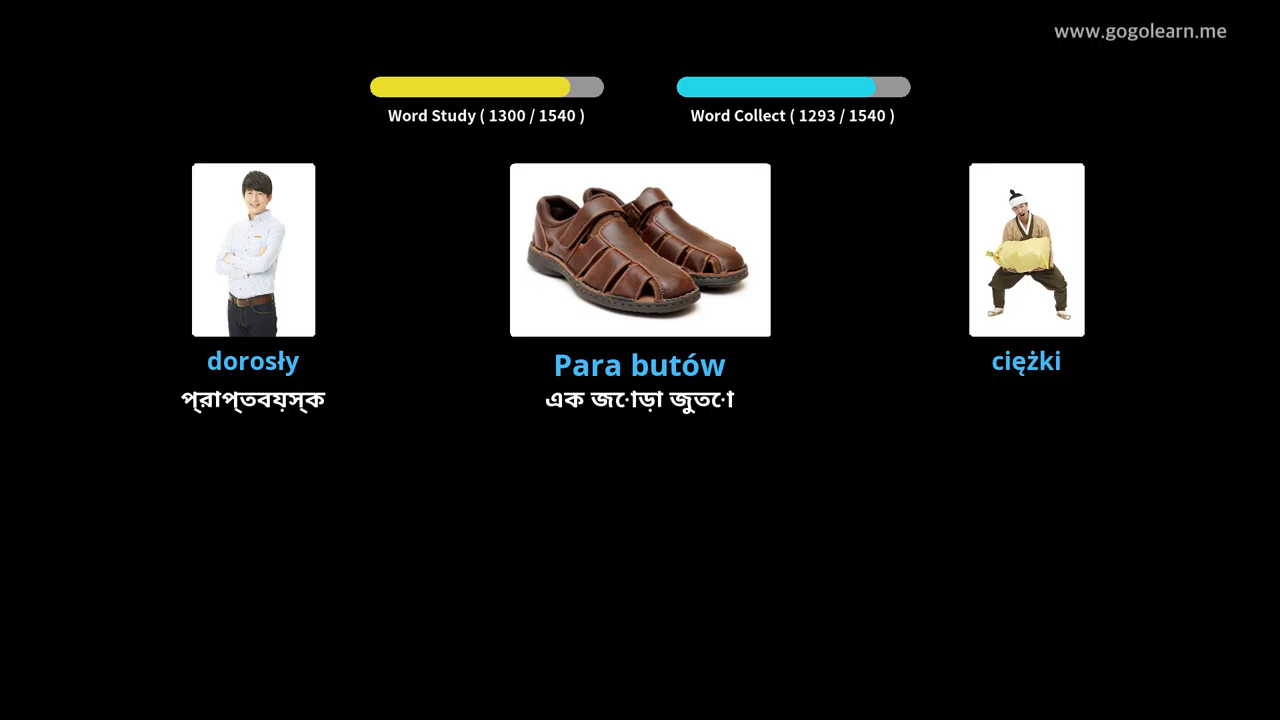 www.gogolearn.me
Word Study ( 1300 / 1540 )
Word Collect ( 1293 / 1540 )
dorosły
Para butów
ciężki
প্রাপ্তবয়স্ক
এক জোড়া জুতো